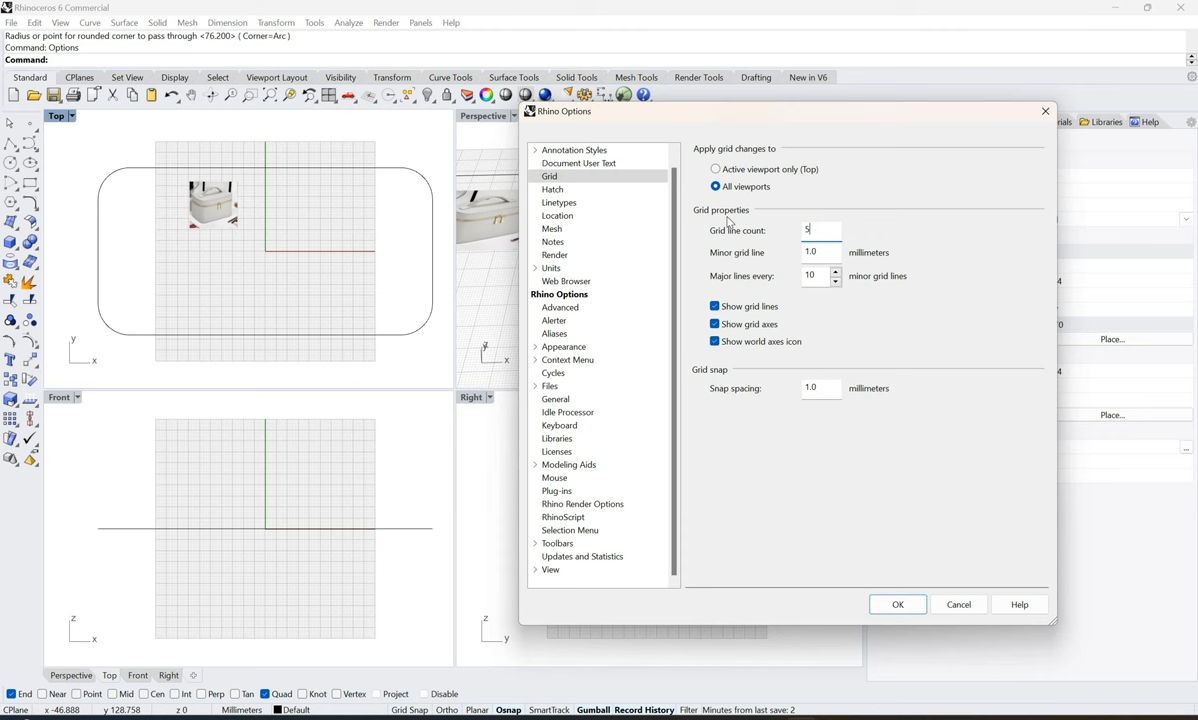 Rhinoceros 6 Commercial
File Edit View Curve Surface Solid Mesh Dimension Transform Tools Analyze Render Panels Help
Radius or point for rounded corner to pass through <76.200> ( Corner=Arc )
Command: Options
Command:
Standard CPlanes Set View Display Select Viewport Layout Visibility Transform Curve Tools Surface Tools Solid Tools Mesh Tools Render Tools Drafting New in V6
Top Perspective
Rhino Options
Libraries Help
Annotation Styles
Document User Text
Grid
Hatch
Linetypes
Location
Mesh
Notes
Render
Units
Web Browser
Rhino Options
Advanced
Alerter
Aliases
Appearance
Context Menu
Cycles
Files
General
Idle Processor
Keyboard
Libraries
Licenses
Modeling Aids
Mouse
Plug-ins
Rhino Render Options
RhinoScript
Selection Menu
Toolbars
Updates and Statistics
View
Apply grid changes to
Active viewport only (Top)
All viewports
Grid properties
Grid line count: 5
Minor grid line 1.0 millimeters
Major lines every: 10 minor grid lines
Show grid lines
Show grid axes
Show world axes icon
Grid snap
Snap spacing: 1.0 millimeters
OK Cancel Help
Place...
Place...
...
y
x
x
Front Right
z
x
z
y
Perspective Top Front Right
End Near Point Mid Cen Int Perp Tan Quad Knot Vertex Project Disable
CPlane x -46.888 y 128.758 z 0 Millimeters Default Grid Snap Ortho Planar Osnap SmartTrack Gumball Record History Filter Minutes from last save: 2